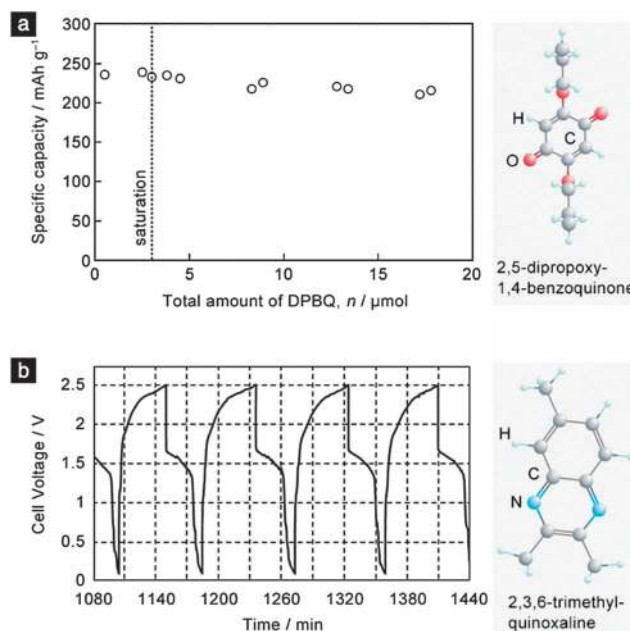 a
Specific capacity / mAh g⁻¹
300
250
200
150
100
50
0
saturation
0
5
10
15
20
Total amount of DPBQ, n / μmol
H
C
O
2,5-dipropoxy-
1,4-benzoquinone
b
Cell Voltage / V
2.5
2
1.5
1
0.5
0
1080
1140
1200
1260
1320
1380
1440
Time / min
H
C
N
2,3,6-trimethyl-
quinoxaline